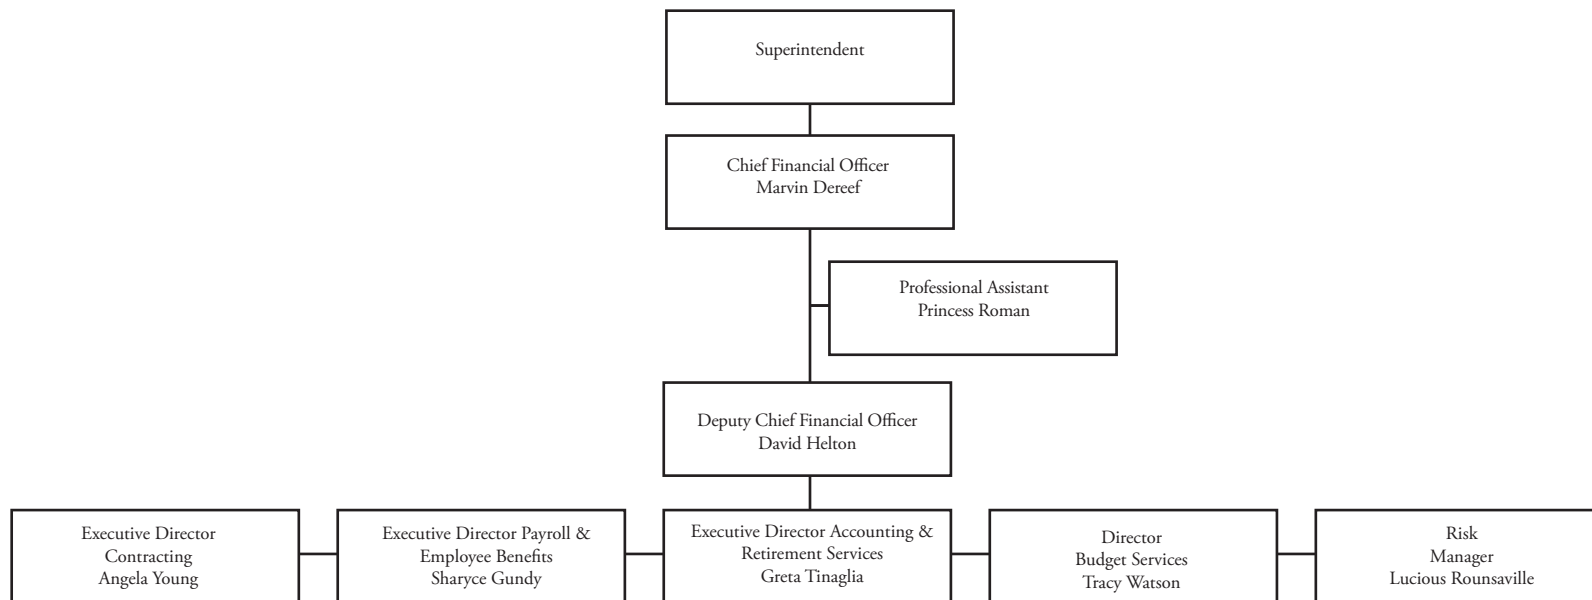 Superintendent
Chief Financial Officer
Marvin Dereef
Professional Assistant
Princess Roman
Deputy Chief Financial Officer
David Helton
Executive Director
Contracting
Angela Young
Executive Director Payroll &
Employee Benefits
Sharyce Gundy
Executive Director Accounting &
Retirement Services
Greta Tinaglia
Director
Budget Services
Tracy Watson
Risk
Manager
Lucious Rounsaville